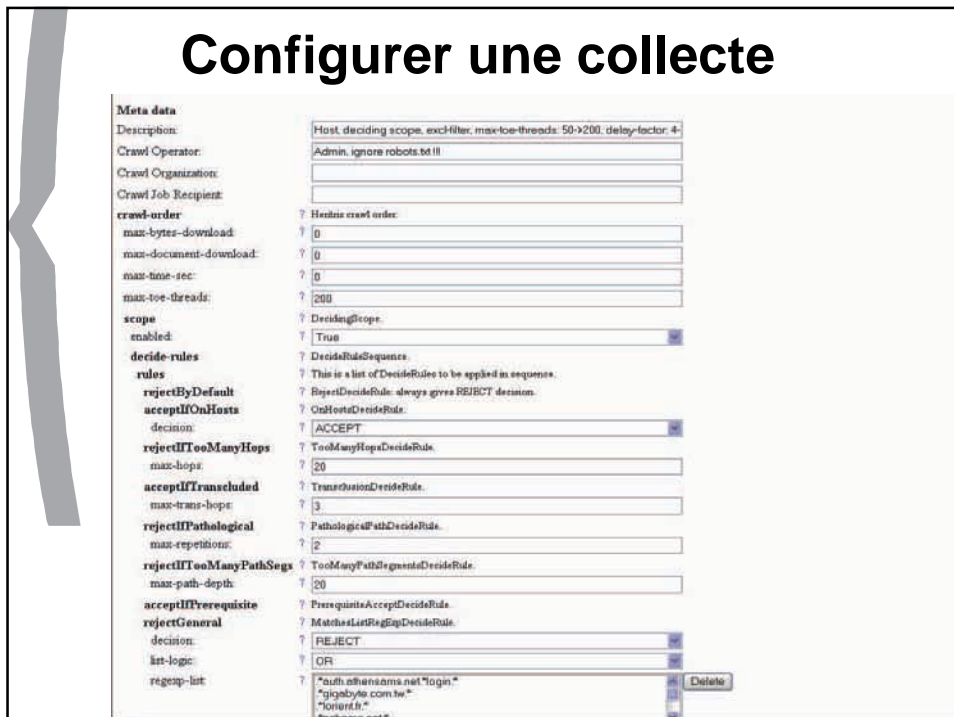 Configurer une collecte
Meta data
Description: Host, deciding scope, exclFilter, max-toe-threads: 50->200, delay-factor: 4-
Crawl Operator: Admin, ignore robots.txt !!!
Crawl Organization:
Crawl Job Recipient:
crawl-order ? Heritrix crawl order.
max-bytes-download: ? 0
max-document-download: ? 0
max-time-sec: ? 0
max-toe-threads: ? 200
scope ? DecidingScope.
enabled: ? True
decide-rules ? DecideRuleSequence.
rules ? This is a list of DecideRules to be applied in sequence.
rejectByDefault ? RejectDecideRule: always gives REJECT decision.
acceptIfOnHosts ? OnHostsDecideRule.
decision: ? ACCEPT
rejectIfTooManyHops ? TooManyHopsDecideRule.
max-hops: ? 20
acceptIfTranscluded ? TransclusionDecideRule.
max-trans-hops: ? 3
rejectIfPathological ? PathologicalPathDecideRule.
max-repetitions: ? 2
rejectIfTooManyPathSegs ? TooManyPathSegmentsDecideRule.
max-path-depth: ? 20
acceptIfPrerequisite ? PrerequisiteAcceptDecideRule.
rejectGeneral ? MatchesListRegExpDecideRule.
decision: ? REJECT
list-logic: ? OR
regexp-list: ? .*auth.athensams.net.*login.* Delete
.*gigabyte.com.tw.*
.*lorient.fr.*